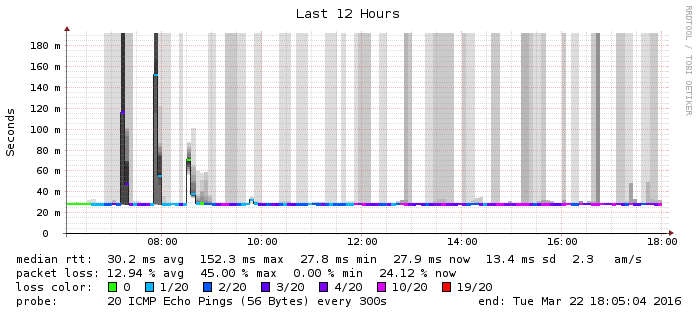 Last 12 Hours
RRDTOOL / TOBI OETIKER
Seconds
180 m
160 m
140 m
120 m
100 m
80 m
60 m
40 m
20 m
0
08:00 10:00 12:00 14:00 16:00 18:00
median rtt: 30.2 ms avg 152.3 ms max 27.8 ms min 27.9 ms now 13.4 ms sd 2.3 am/s
packet loss: 12.94 % avg 45.00 % max 0.00 % min 24.12 % now
loss color: 0 1/20 2/20 3/20 4/20 10/20 19/20
probe: 20 ICMP Echo Pings (56 Bytes) every 300s end: Tue Mar 22 18:05:04 2016